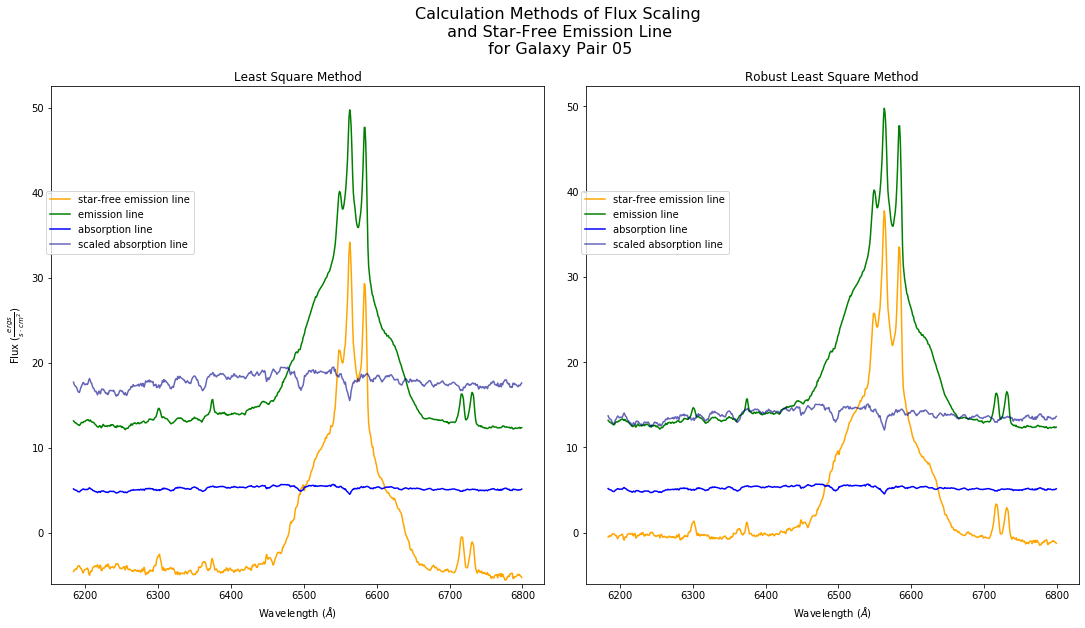 Calculation Methods of Flux Scaling
and Star-Free Emission Line
for Galaxy Pair 05
Least Square Method
50
40
30
20
10
0
Flux (ergs/s · cm²)
star-free emission line
emission line
absorption line
scaled absorption line
6200 6300 6400 6500 6600 6700 6800
Wavelength (Å)
Robust Least Square Method
50
40
30
20
10
0
star-free emission line
emission line
absorption line
scaled absorption line
6200 6300 6400 6500 6600 6700 6800
Wavelength (Å)